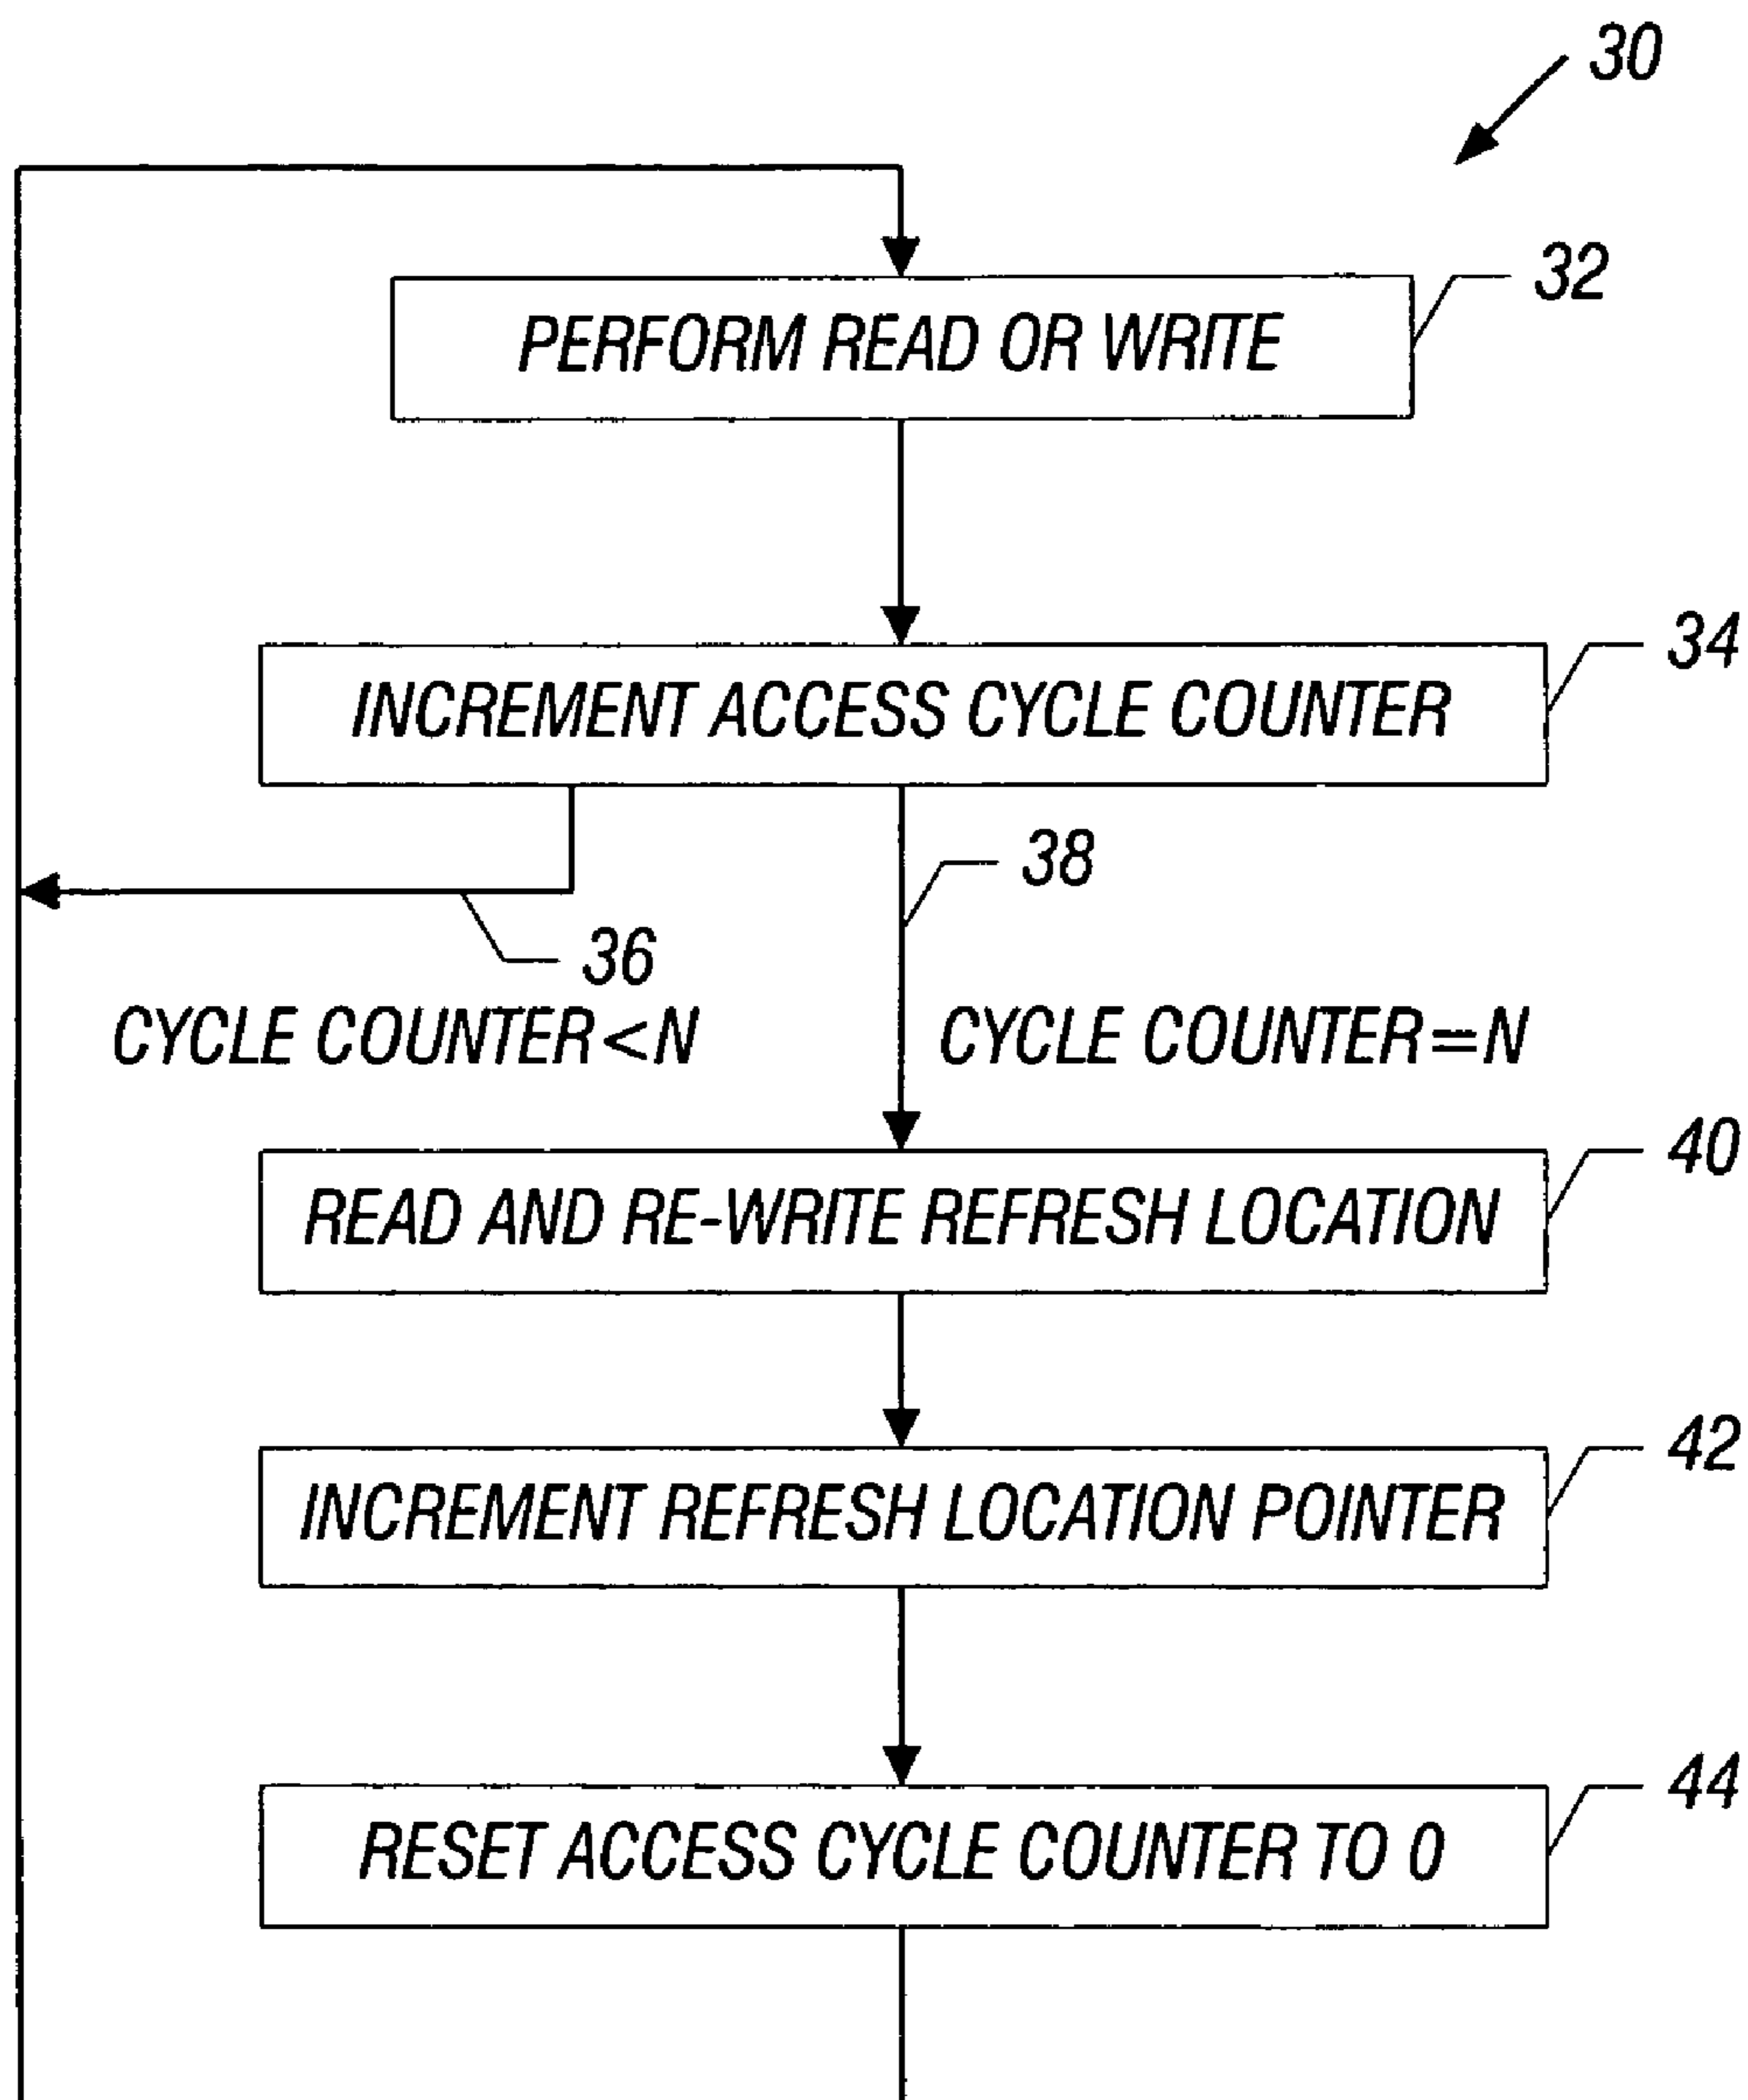 30
32
PERFORM READ OR WRITE
34
INCREMENT ACCESS CYCLE COUNTER
38
36
CYCLE COUNTER<N
CYCLE COUNTER=N
40
READ AND RE-WRITE REFRESH LOCATION
42
INCREMENT REFRESH LOCATION POINTER
44
RESET ACCESS CYCLE COUNTER TO 0